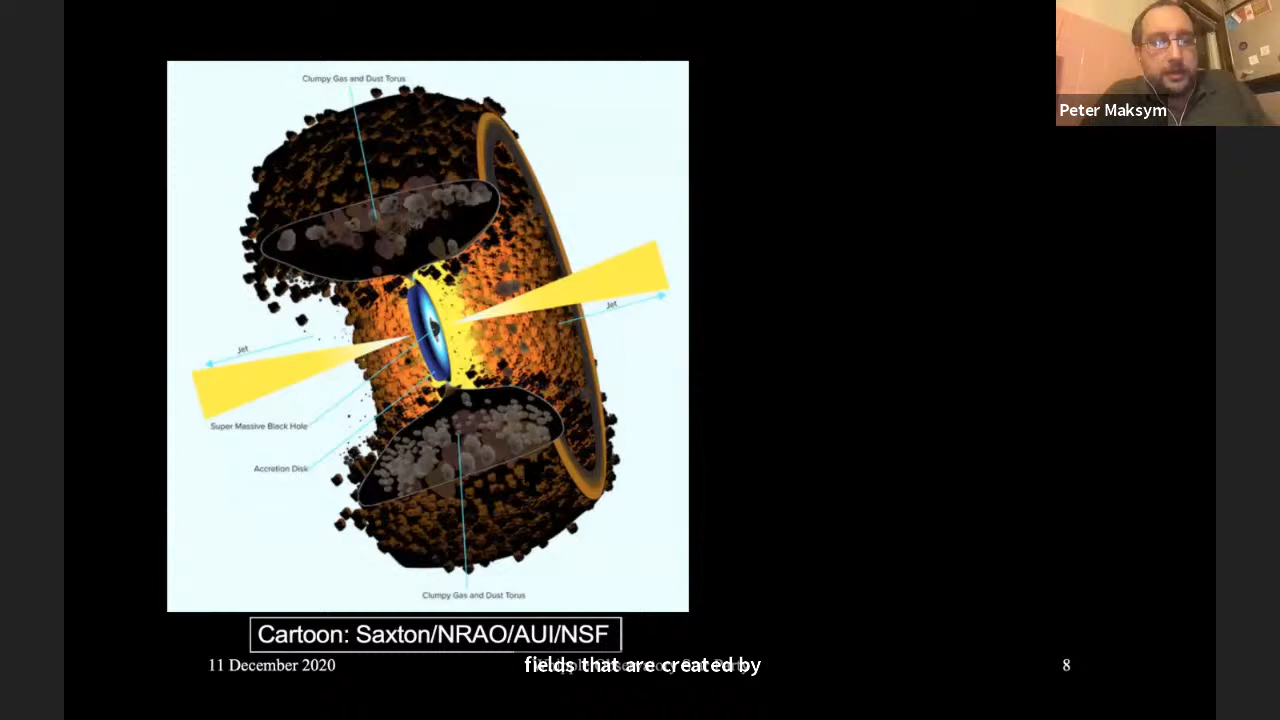 Peter Maksym
Clumpy Gas and Dust Torus
Jet
Jet
Super Massive Black Hole
Accretion Disk
Clumpy Gas and Dust Torus
Cartoon: Saxton/NRAO/AUI/NSF
11 December 2020
fields that are created by
8